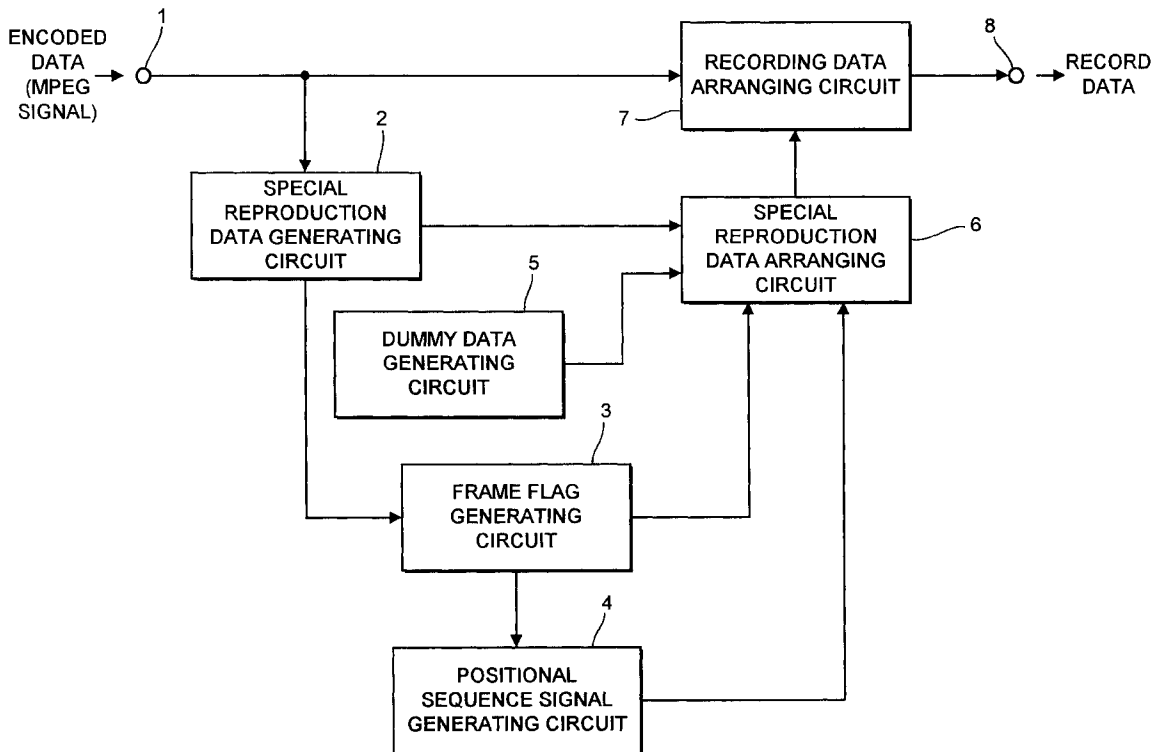 1
8
ENCODED
DATA
(MPEG
SIGNAL)
RECORDING DATA
ARRANGING CIRCUIT
7
RECORD
DATA
2
SPECIAL
REPRODUCTION
DATA GENERATING
CIRCUIT
SPECIAL
REPRODUCTION
DATA ARRANGING
CIRCUIT
6
5
DUMMY DATA
GENERATING
CIRCUIT
3
FRAME FLAG
GENERATING
CIRCUIT
4
POSITIONAL
SEQUENCE SIGNAL
GENERATING CIRCUIT